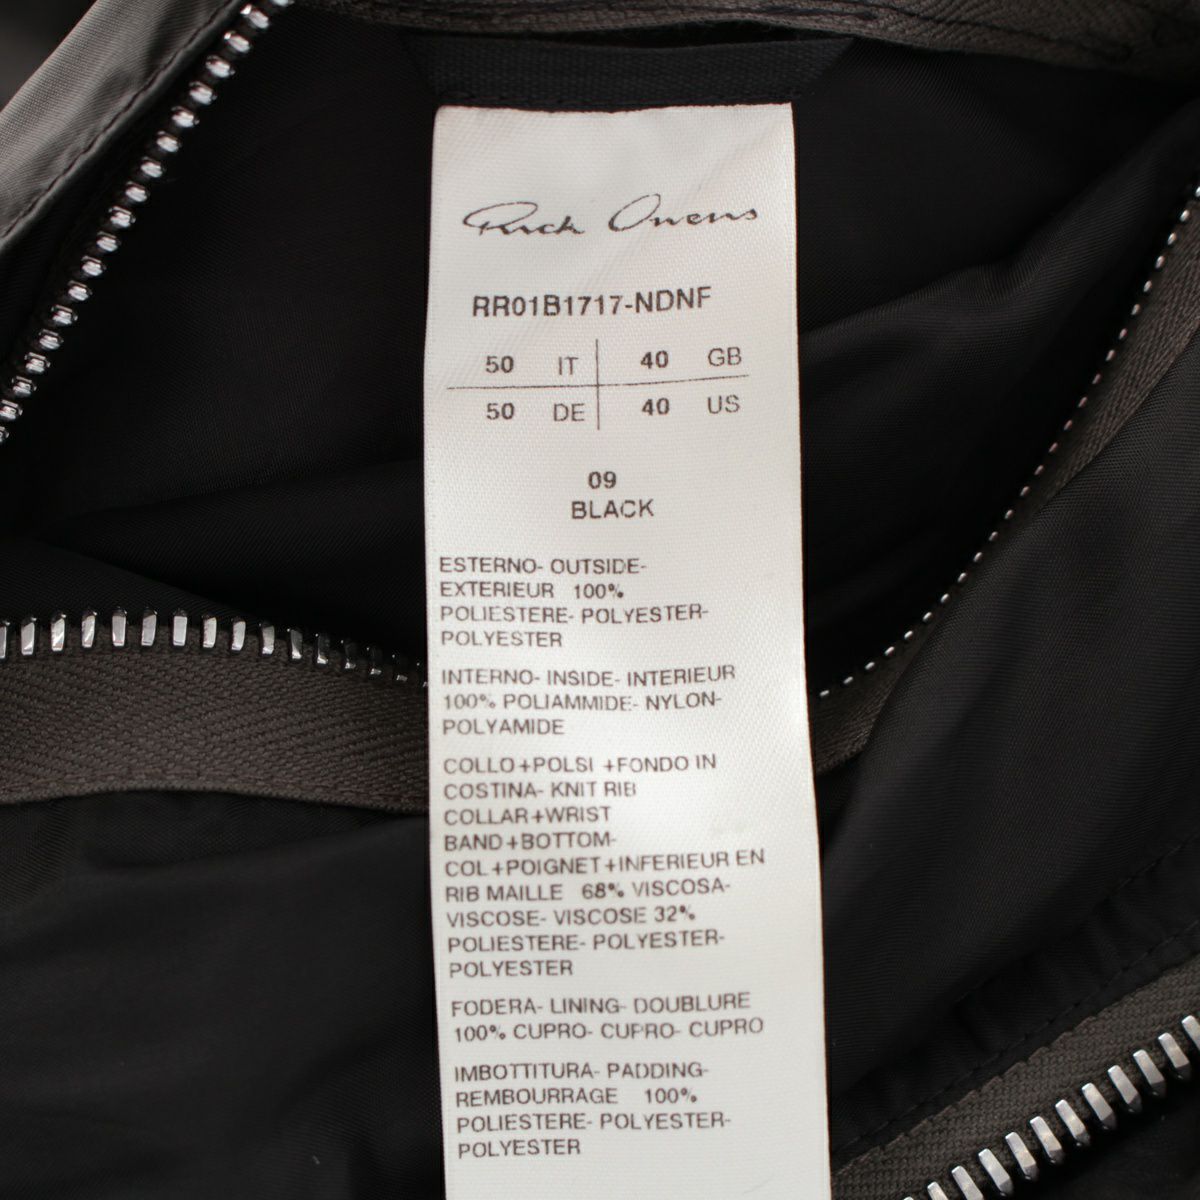 Rick Owens
RR01B1717-NDNF
50 IT 40 GB
50 DE 40 US
09
BLACK
ESTERNO- OUTSIDE-
EXTERIEUR 100%
POLIESTERE- POLYESTER-
POLYESTER
INTERNO- INSIDE- INTERIEUR
100% POLIAMMIDE- NYLON-
POLYAMIDE
COLLO+POLSI +FONDO IN
COSTINA- KNIT RIB
COLLAR+WRIST
BAND+BOTTOM-
COL+POIGNET+INFERIEUR EN
RIB MAILLE 68% VISCOSA-
VISCOSE- VISCOSE 32%
POLIESTERE- POLYESTER-
POLYESTER
FODERA- LINING- DOUBLURE
100% CUPRO- CUPRO- CUPRO
IMBOTTITURA- PADDING-
REMBOURRAGE 100%
POLIESTERE- POLYESTER-
POLYESTER